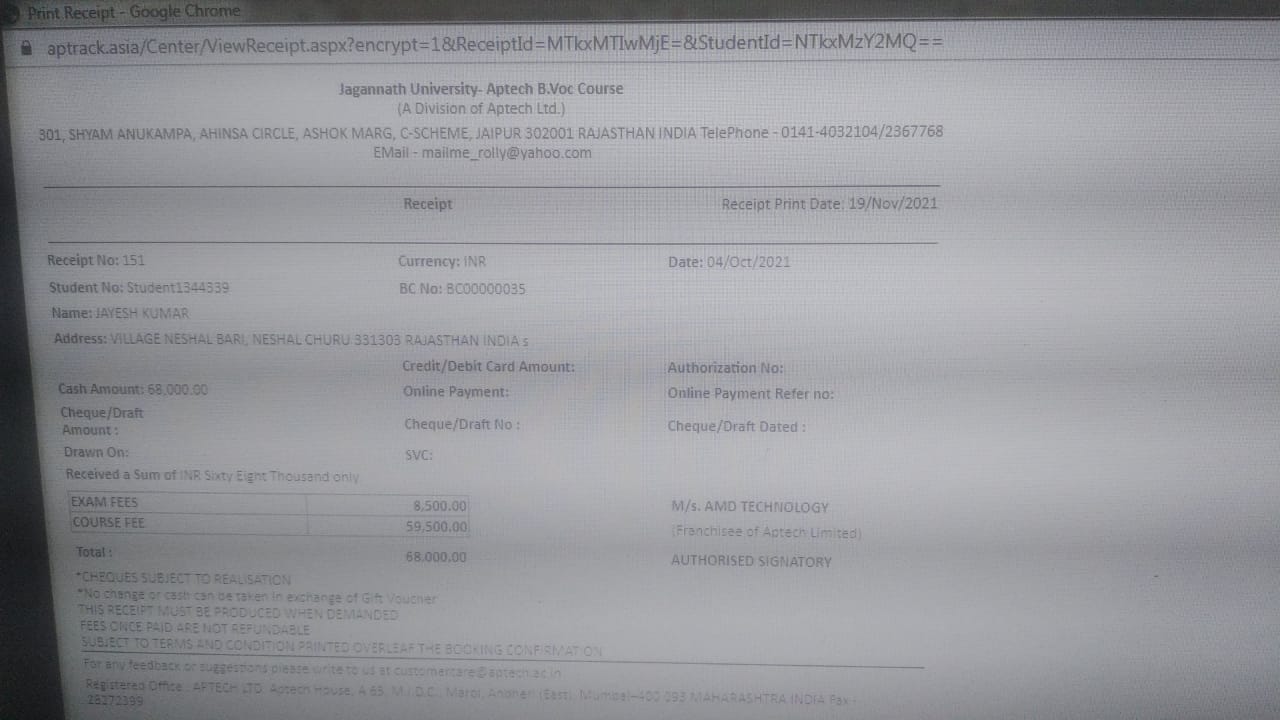 Print Receipt - Google Chrome
aptrack.asia/Center/ViewReceipt.aspx?encrypt=1&ReceiptId=MTkxMTIwMjE=&StudentId=NTkxMzY2MQ==
Jagannath University- Aptech B.Voc Course
(A Division of Aptech Ltd.)
301, SHYAM ANUKAMPA, AHINSA CIRCLE, ASHOK MARG, C-SCHEME, JAIPUR 302001 RAJASTHAN INDIA TelePhone - 0141-4032104/2367768
EMail - mailme_rolly@yahoo.com
Receipt Receipt Print Date: 19/Nov/2021
Receipt No: 151 Currency: INR Date: 04/Oct/2021
Student No: Student1344339 BC No: BC00000035
Name: JAYESH KUMAR
Address: VILLAGE NESHAL BARI, NESHAL CHURU 331303 RAJASTHAN INDIA s
Credit/Debit Card Amount: Authorization No:
Cash Amount: 68,000.00 Online Payment: Online Payment Refer no:
Cheque/Draft
Amount : Cheque/Draft No : Cheque/Draft Dated :
Drawn On: SVC:
Received a Sum of INR Sixty Eight Thousand only
EXAM FEES 8,500.00 M/s. AMD TECHNOLOGY
COURSE FEE 59,500.00 (Franchisee of Aptech Limited)
Total : 68,000.00 AUTHORISED SIGNATORY
*CHEQUES SUBJECT TO REALISATION
*No change or cash can be taken in exchange of Gift Voucher
THIS RECEIPT MUST BE PRODUCED WHEN DEMANDED
FEES ONCE PAID ARE NOT REFUNDABLE
SUBJECT TO TERMS AND CONDITION PRINTED OVERLEAF THE BOOKING CONFIRMATION
For any feedback or suggestions please write to us at customercare@aptech.ac.in
Registered Office : APTECH LTD. Aptech House, A 65, M.I.D.C., Marol, Andheri (East), Mumbai-400 093 MAHARASHTRA INDIA Fax -
28272399